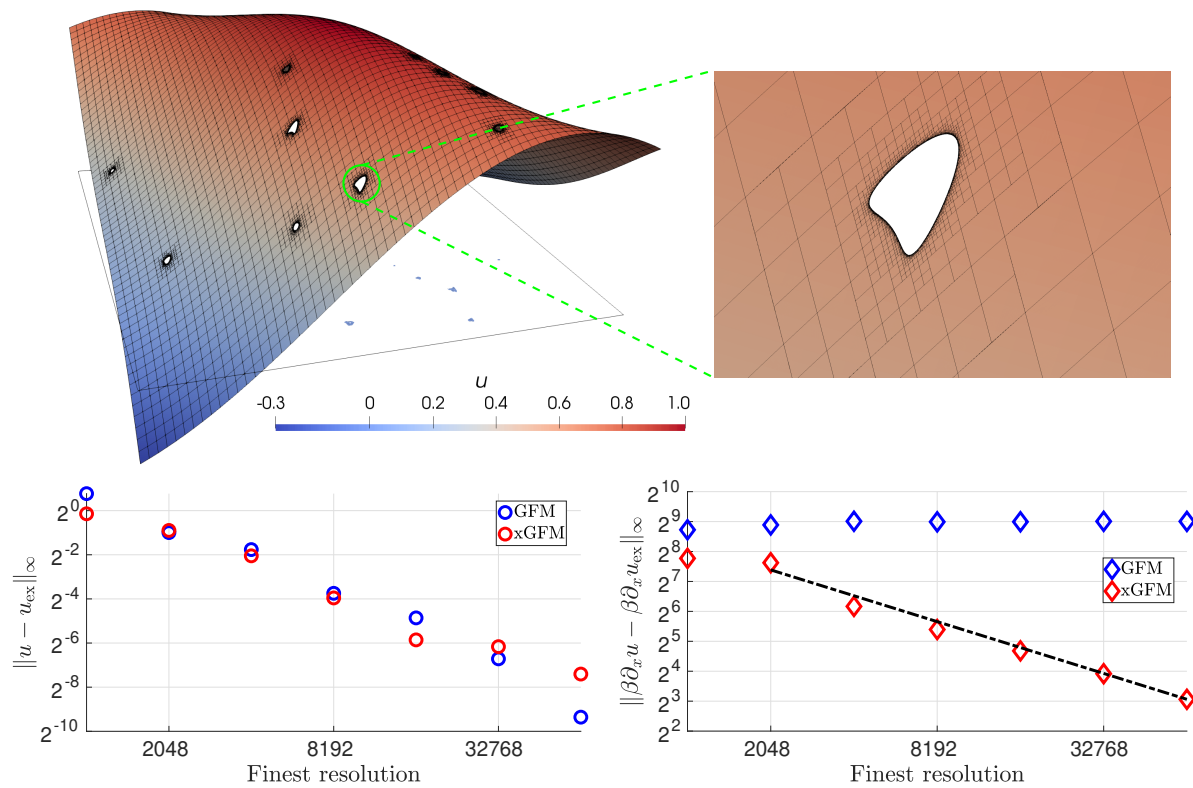 u
-0.3 0 0.2 0.4 0.6 0.8 1.0
||u − u_ex||_∞
2^0
2^-2
2^-4
2^-6
2^-8
2^-10
GFM
xGFM
2048 8192 32768
Finest resolution
||β∂_x u − β∂_x u_ex||_∞
2^10
2^9
2^8
2^7
2^6
2^5
2^4
2^3
2^2
GFM
xGFM
2048 8192 32768
Finest resolution